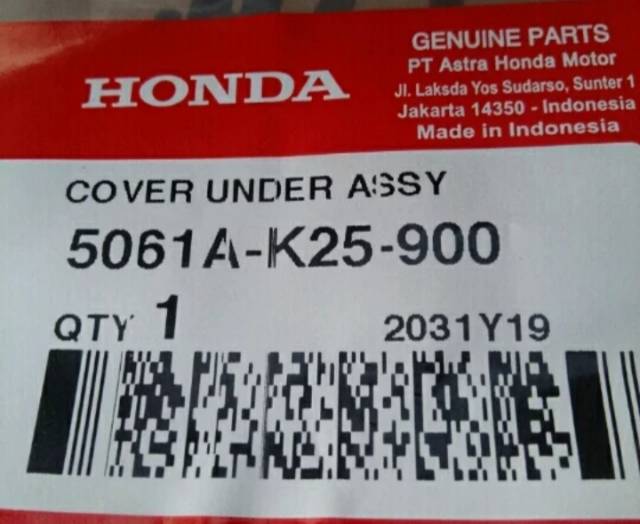 HONDA
GENUINE PARTS
PT Astra Honda Motor
Jl. Laksda Yos Sudarso, Sunter 1
Jakarta 14350 - Indonesia
Made in Indonesia
COVER UNDER ASSY
5061A-K25-900
QTY 1
2031Y19